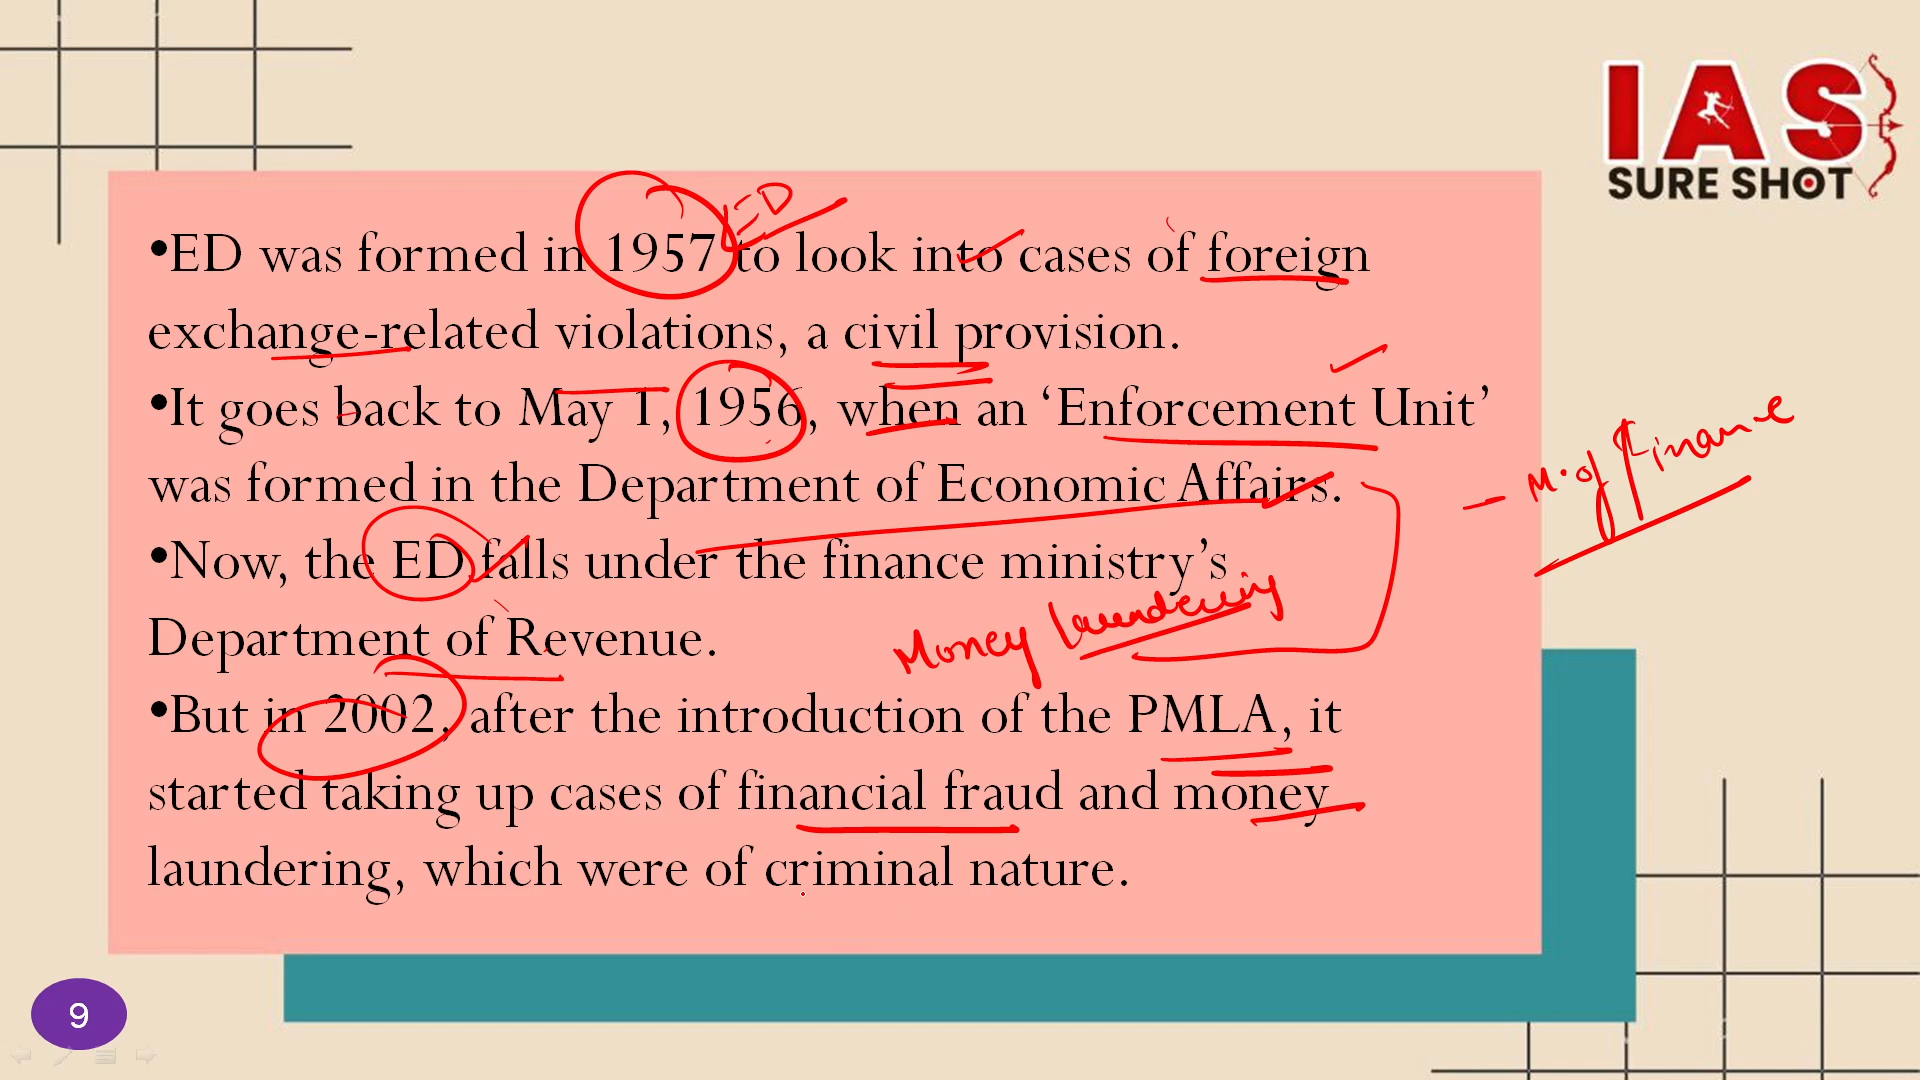 IAS
SURE SHOT
ED
•ED was formed in 1957 to look into cases of foreign
exchange-related violations, a civil provision.
•It goes back to May 1, 1956, when an ‘Enforcement Unit’
was formed in the Department of Economic Affairs.
- M. of Finance
•Now, the ED falls under the finance ministry’s
Department of Revenue.
Money laundering
•But in 2002, after the introduction of the PMLA, it
started taking up cases of financial fraud and money
laundering, which were of criminal nature.
9